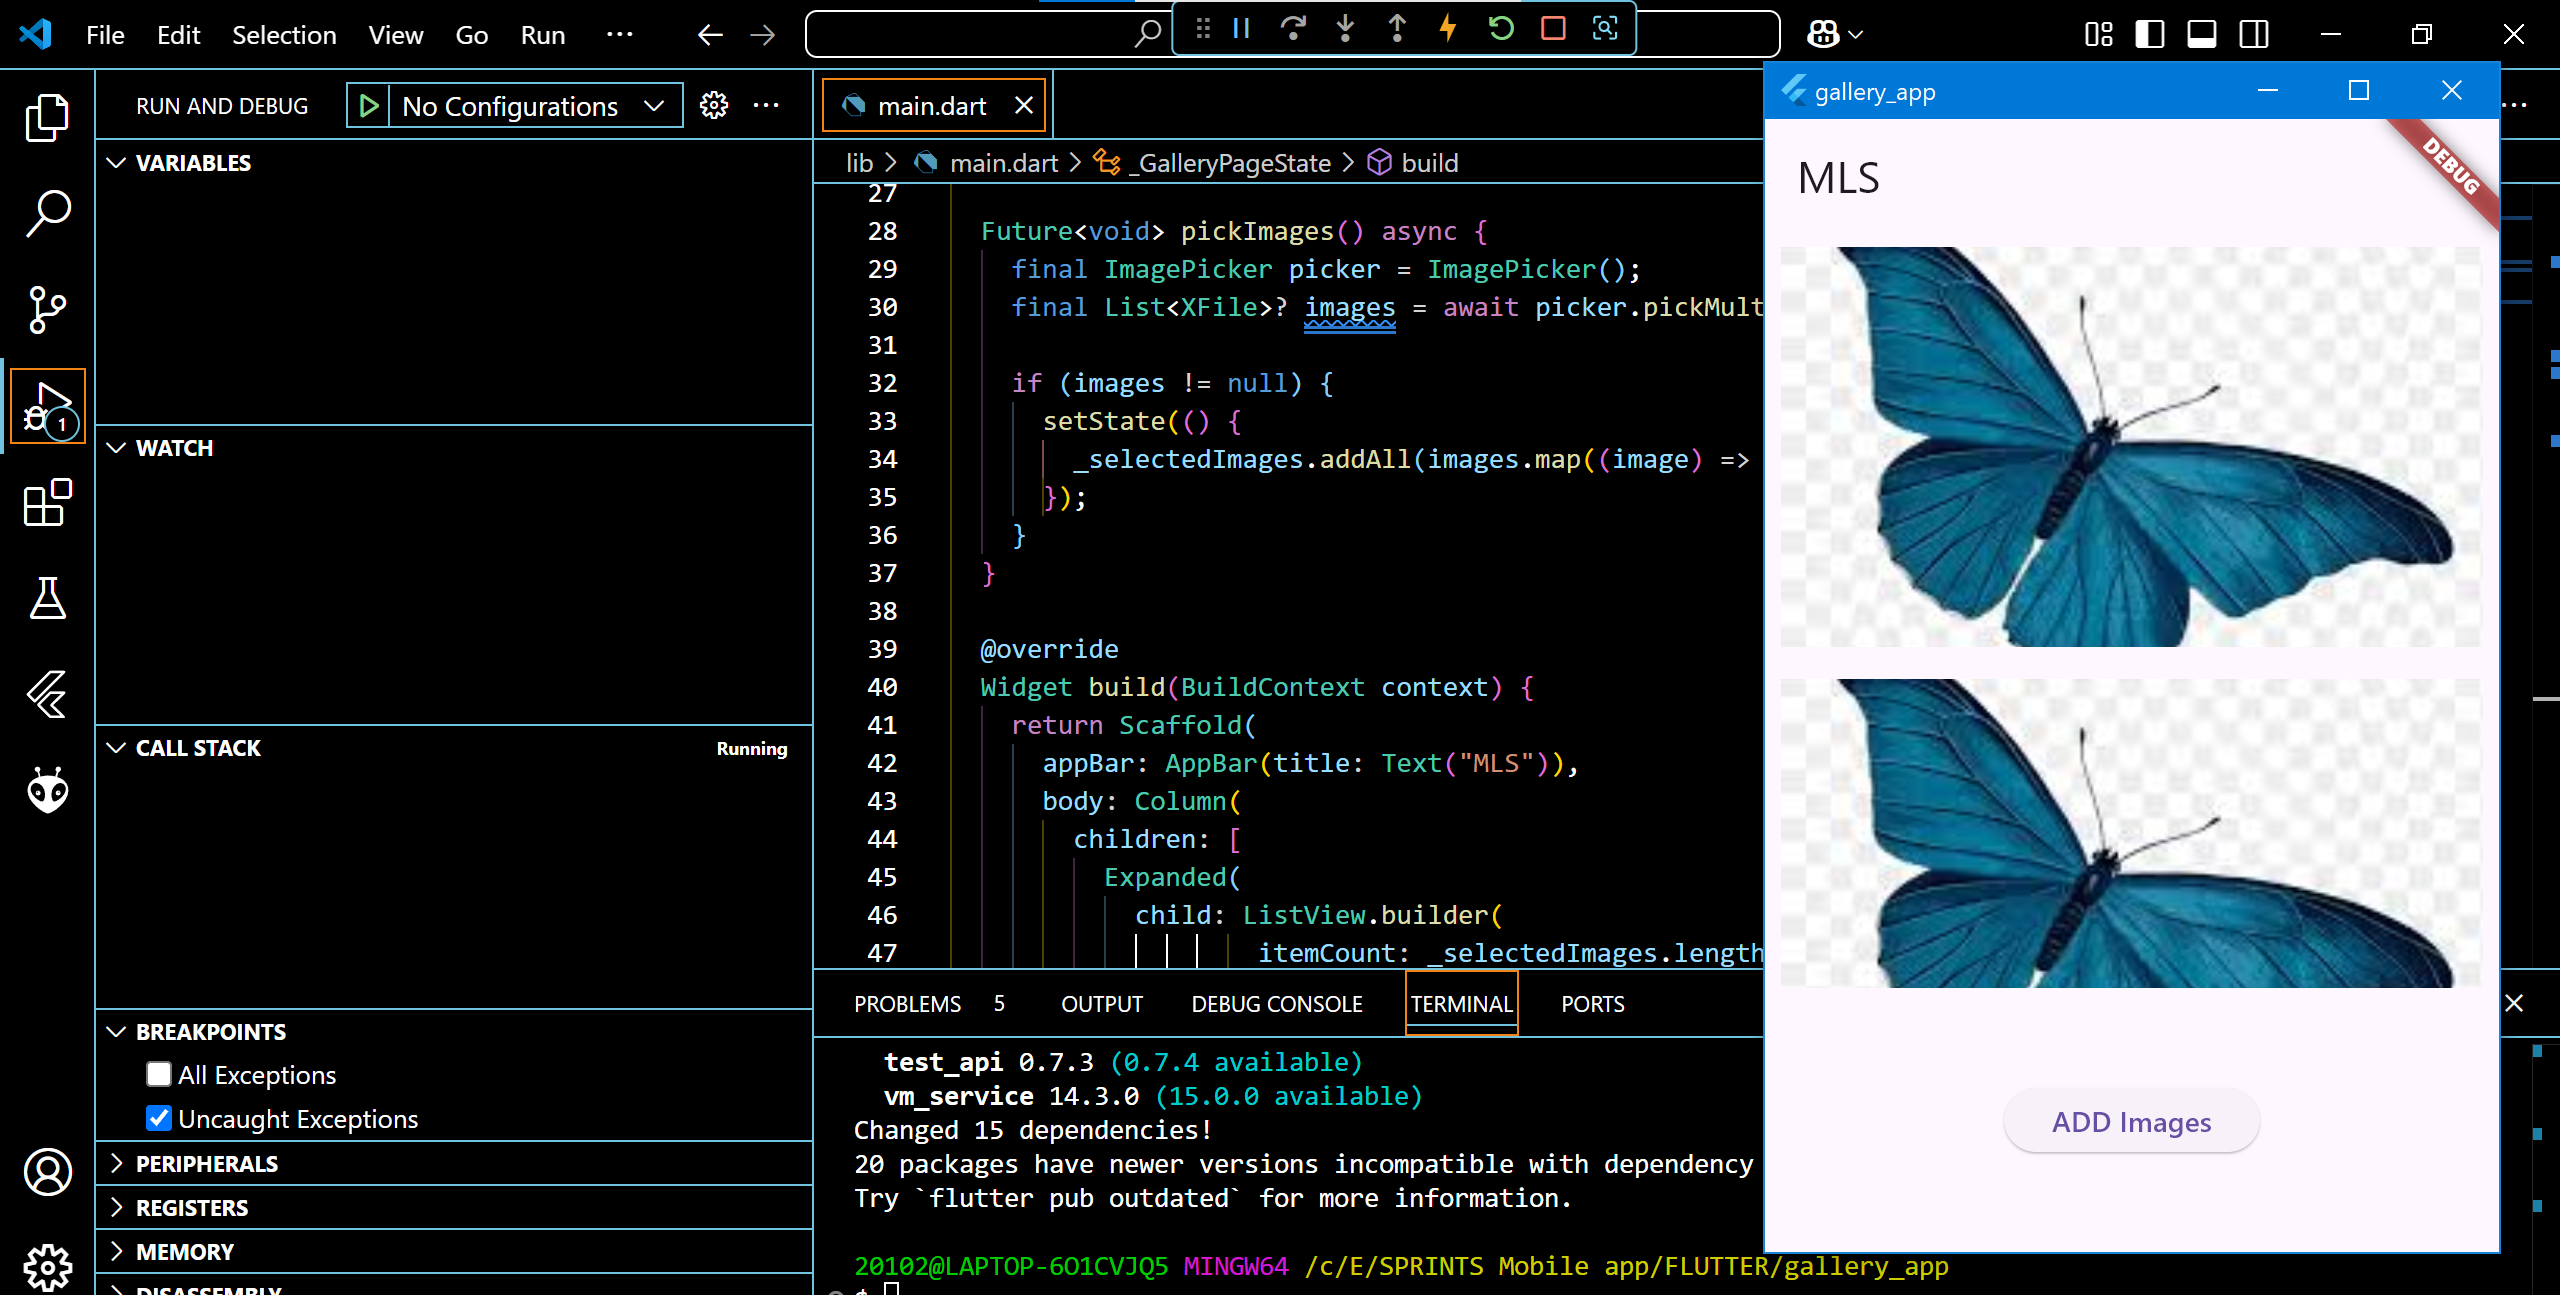 File Edit Selection View Go Run ...
RUN AND DEBUG No Configurations
VARIABLES
WATCH
CALL STACK Running
BREAKPOINTS
All Exceptions
Uncaught Exceptions
PERIPHERALS
REGISTERS
MEMORY
DISASSEMBLY
1
main.dart
lib > main.dart > _GalleryPageState > build
27
28 Future<void> pickImages() async {
29 final ImagePicker picker = ImagePicker();
30 final List<XFile>? images = await picker.pickMult
31
32 if (images != null) {
33 setState(() {
34 _selectedImages.addAll(images.map((image) =>
35 });
36 }
37 }
38
39 @override
40 Widget build(BuildContext context) {
41 return Scaffold(
42 appBar: AppBar(title: Text("MLS")),
43 body: Column(
44 children: [
45 Expanded(
46 child: ListView.builder(
47 itemCount: _selectedImages.length
PROBLEMS 5 OUTPUT DEBUG CONSOLE TERMINAL PORTS
test_api 0.7.3 (0.7.4 available)
vm_service 14.3.0 (15.0.0 available)
Changed 15 dependencies!
20 packages have newer versions incompatible with dependency
Try `flutter pub outdated` for more information.
20102@LAPTOP-6O1CVJQ5 MINGW64 /c/E/SPRINTS Mobile app/FLUTTER/gallery_app
$
gallery_app
DEBUG
MLS
ADD Images